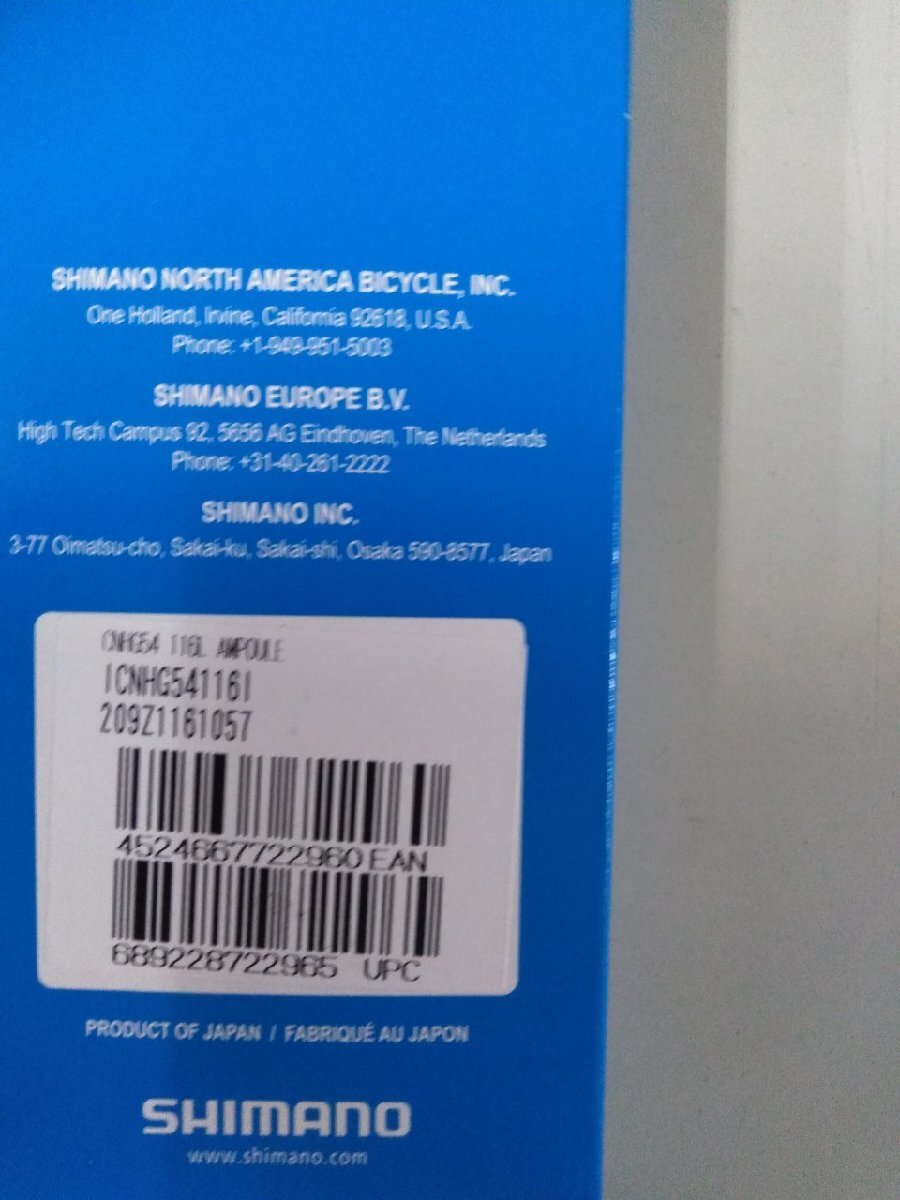 SHIMANO NORTH AMERICA BICYCLE, INC.
One Holland, Irvine, California 92618, U.S.A.
Phone: +1-949-951-5003
SHIMANO EUROPE B.V.
High Tech Campus 92, 5656 AG Eindhoven, The Netherlands
Phone: +31-40-261-2222
SHIMANO INC.
3-77 Oimatsu-cho, Sakai-ku, Sakai-shi, Osaka 590-8577, Japan
CNHG54 116L AMPOULE
ICNHG54116I
209Z1161057
4524667722960 EAN
689228722965 UPC
PRODUCT OF JAPAN / FABRIQUÉ AU JAPON
SHIMANO
www.shimano.com